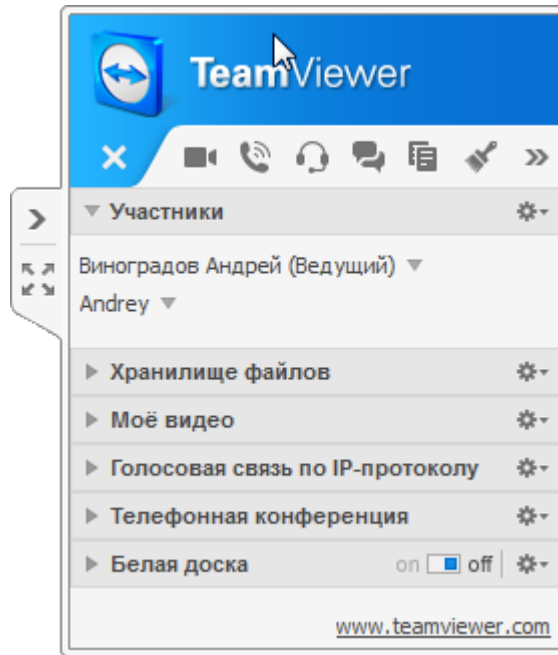 TeamViewer
Участники
Виноградов Андрей (Ведущий)
Andrey
Хранилище файлов
Моё видео
Голосовая связь по IP-протоколу
Телефонная конференция
Белая доска on off
www.teamviewer.com